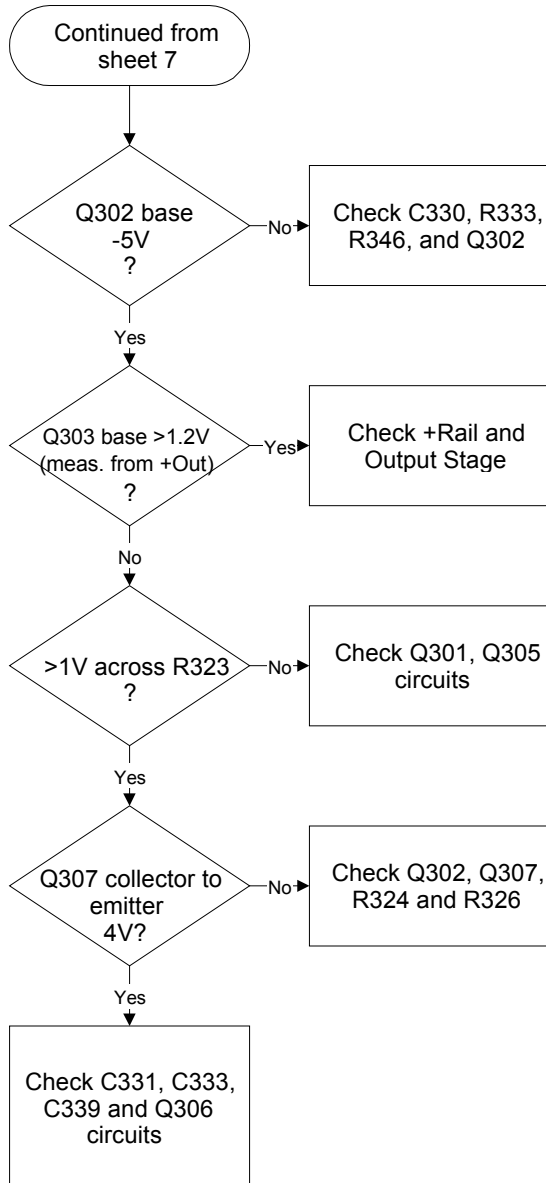 Continued from
sheet 7
Q302 base
-5V
?
No
Check C330, R333,
R346, and Q302
Yes
Q303 base >1.2V
(meas. from +Out)
?
Yes
Check +Rail and
Output Stage
No
>1V across R323
?
No
Check Q301, Q305
circuits
Yes
Q307 collector to
emitter
4V?
No
Check Q302, Q307,
R324 and R326
Yes
Check C331, C333,
C339 and Q306
circuits